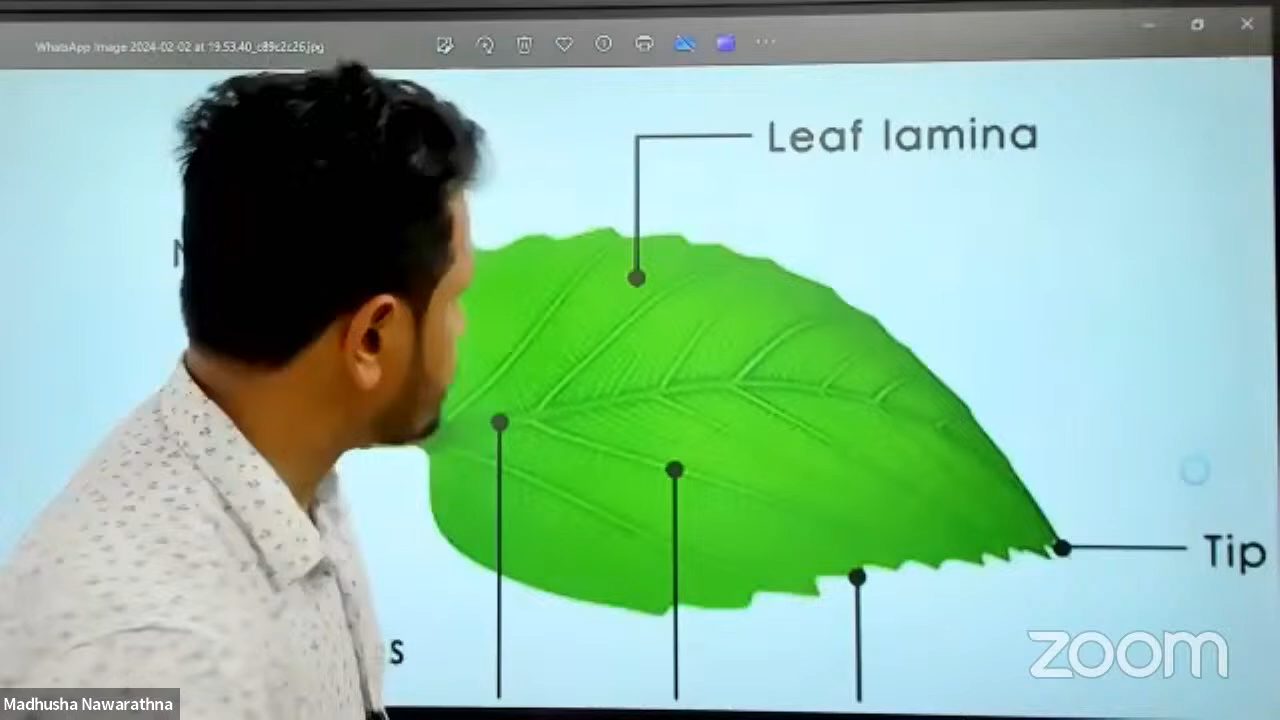 WhatsApp Image 2024-02-02 at 19.53.40_c89c2c26.jpg
Leaf lamina
Tip
s
zoom
Madhusha Nawarathna